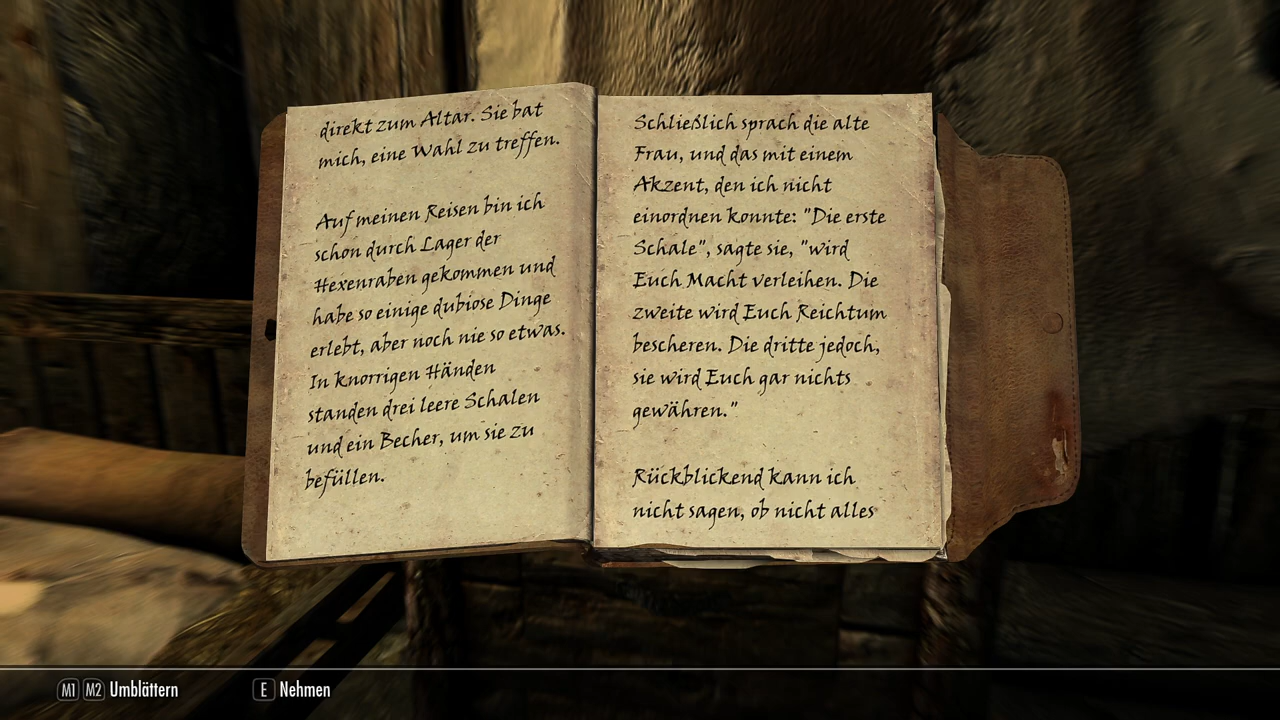 direkt zum Altar. Sie bat
mich, eine Wahl zu treffen.
Auf meinen Reisen bin ich
schon durch Lager der
Hexenraben gekommen und
habe so einige dubiose Dinge
erlebt, aber noch nie so etwas.
In knorrigen Händen
standen drei leere Schalen
und ein Becher, um sie zu
befüllen.
Schließlich sprach die alte
Frau, und das mit einem
Akzent, den ich nicht
einordnen konnte: "Die erste
Schale", sagte sie, "wird
Euch Macht verleihen. Die
zweite wird Euch Reichtum
bescheren. Die dritte jedoch,
sie wird Euch gar nichts
gewähren."
Rückblickend kann ich
nicht sagen, ob nicht alles
M1 M2 Umblättern E Nehmen